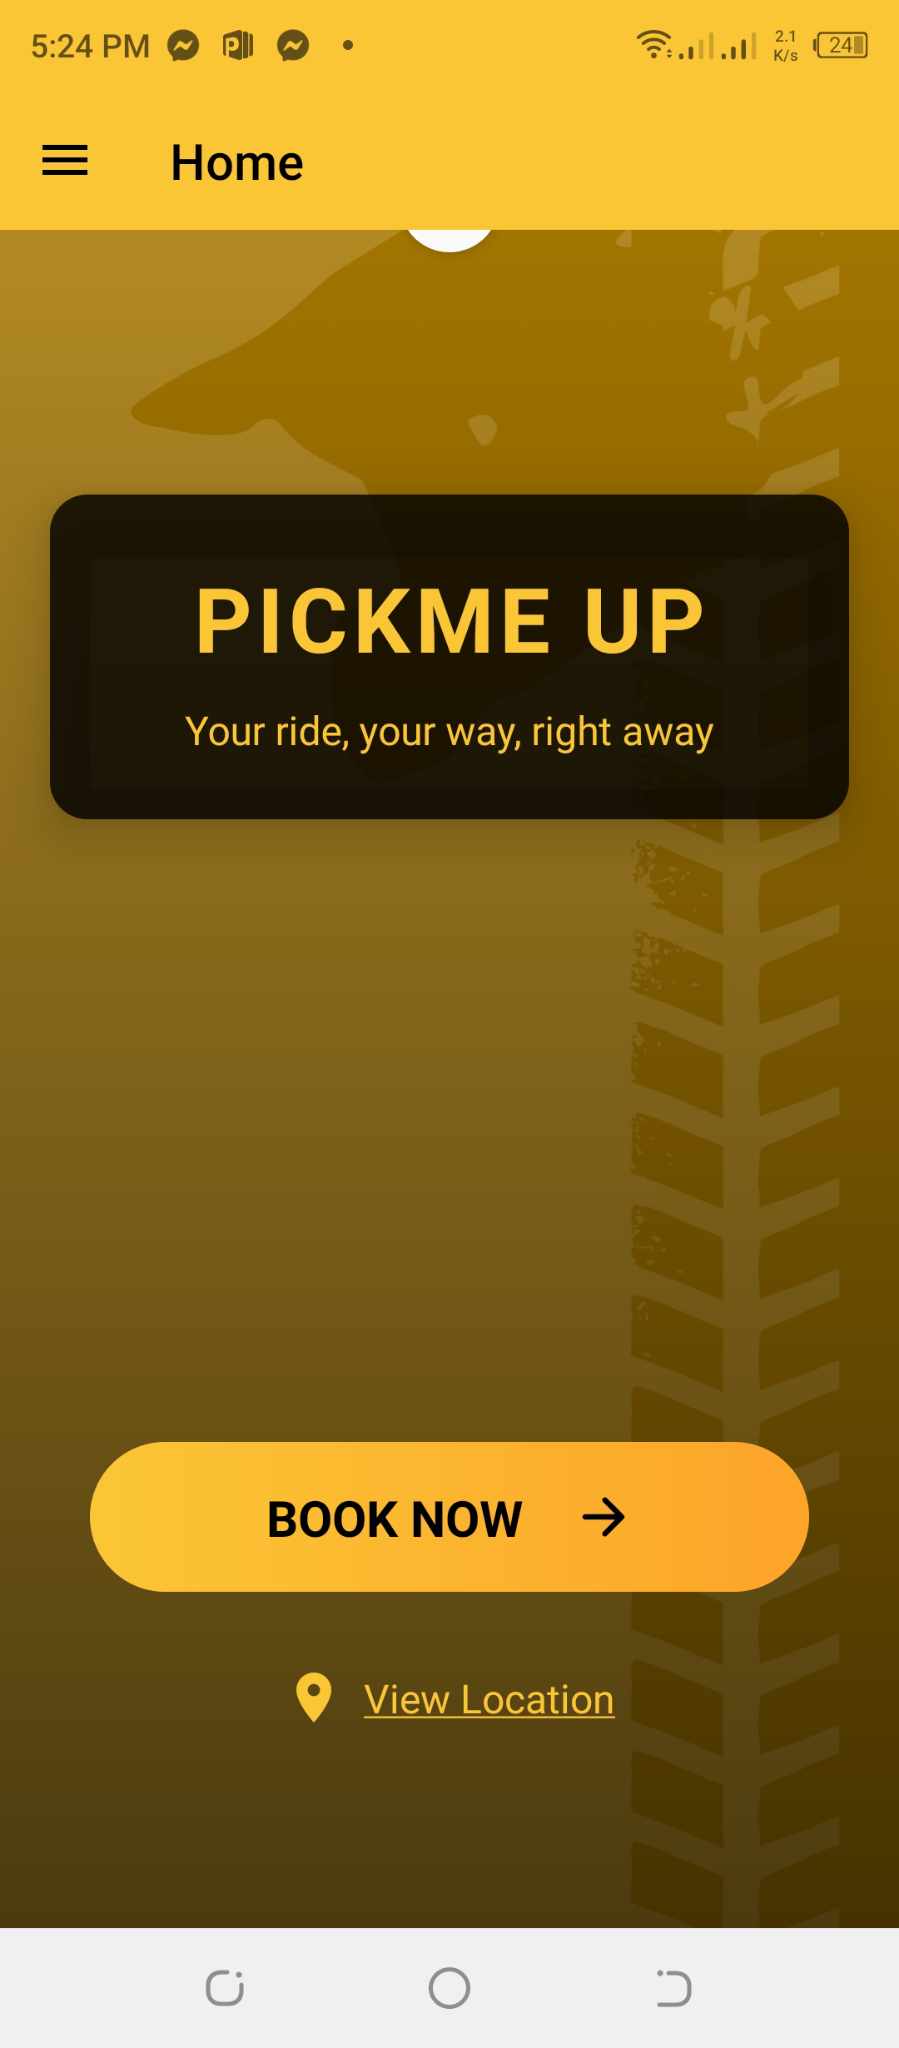 5:24 PM
2.1
K/s
24
Home
PICKME UP
Your ride, your way, right away
BOOK NOW
View Location